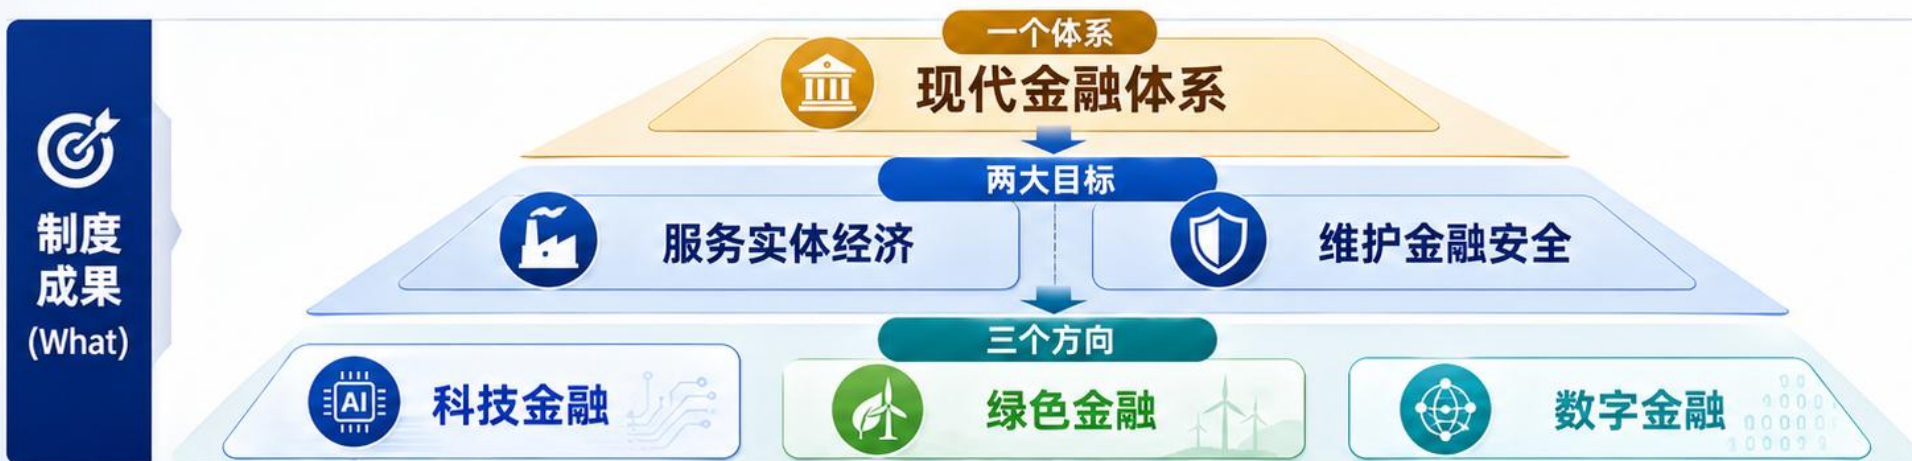 制度
成果
(What)
一个体系
现代金融体系
两大目标
服务实体经济
维护金融安全
三个方向
AI
科技金融
绿色金融
数字金融